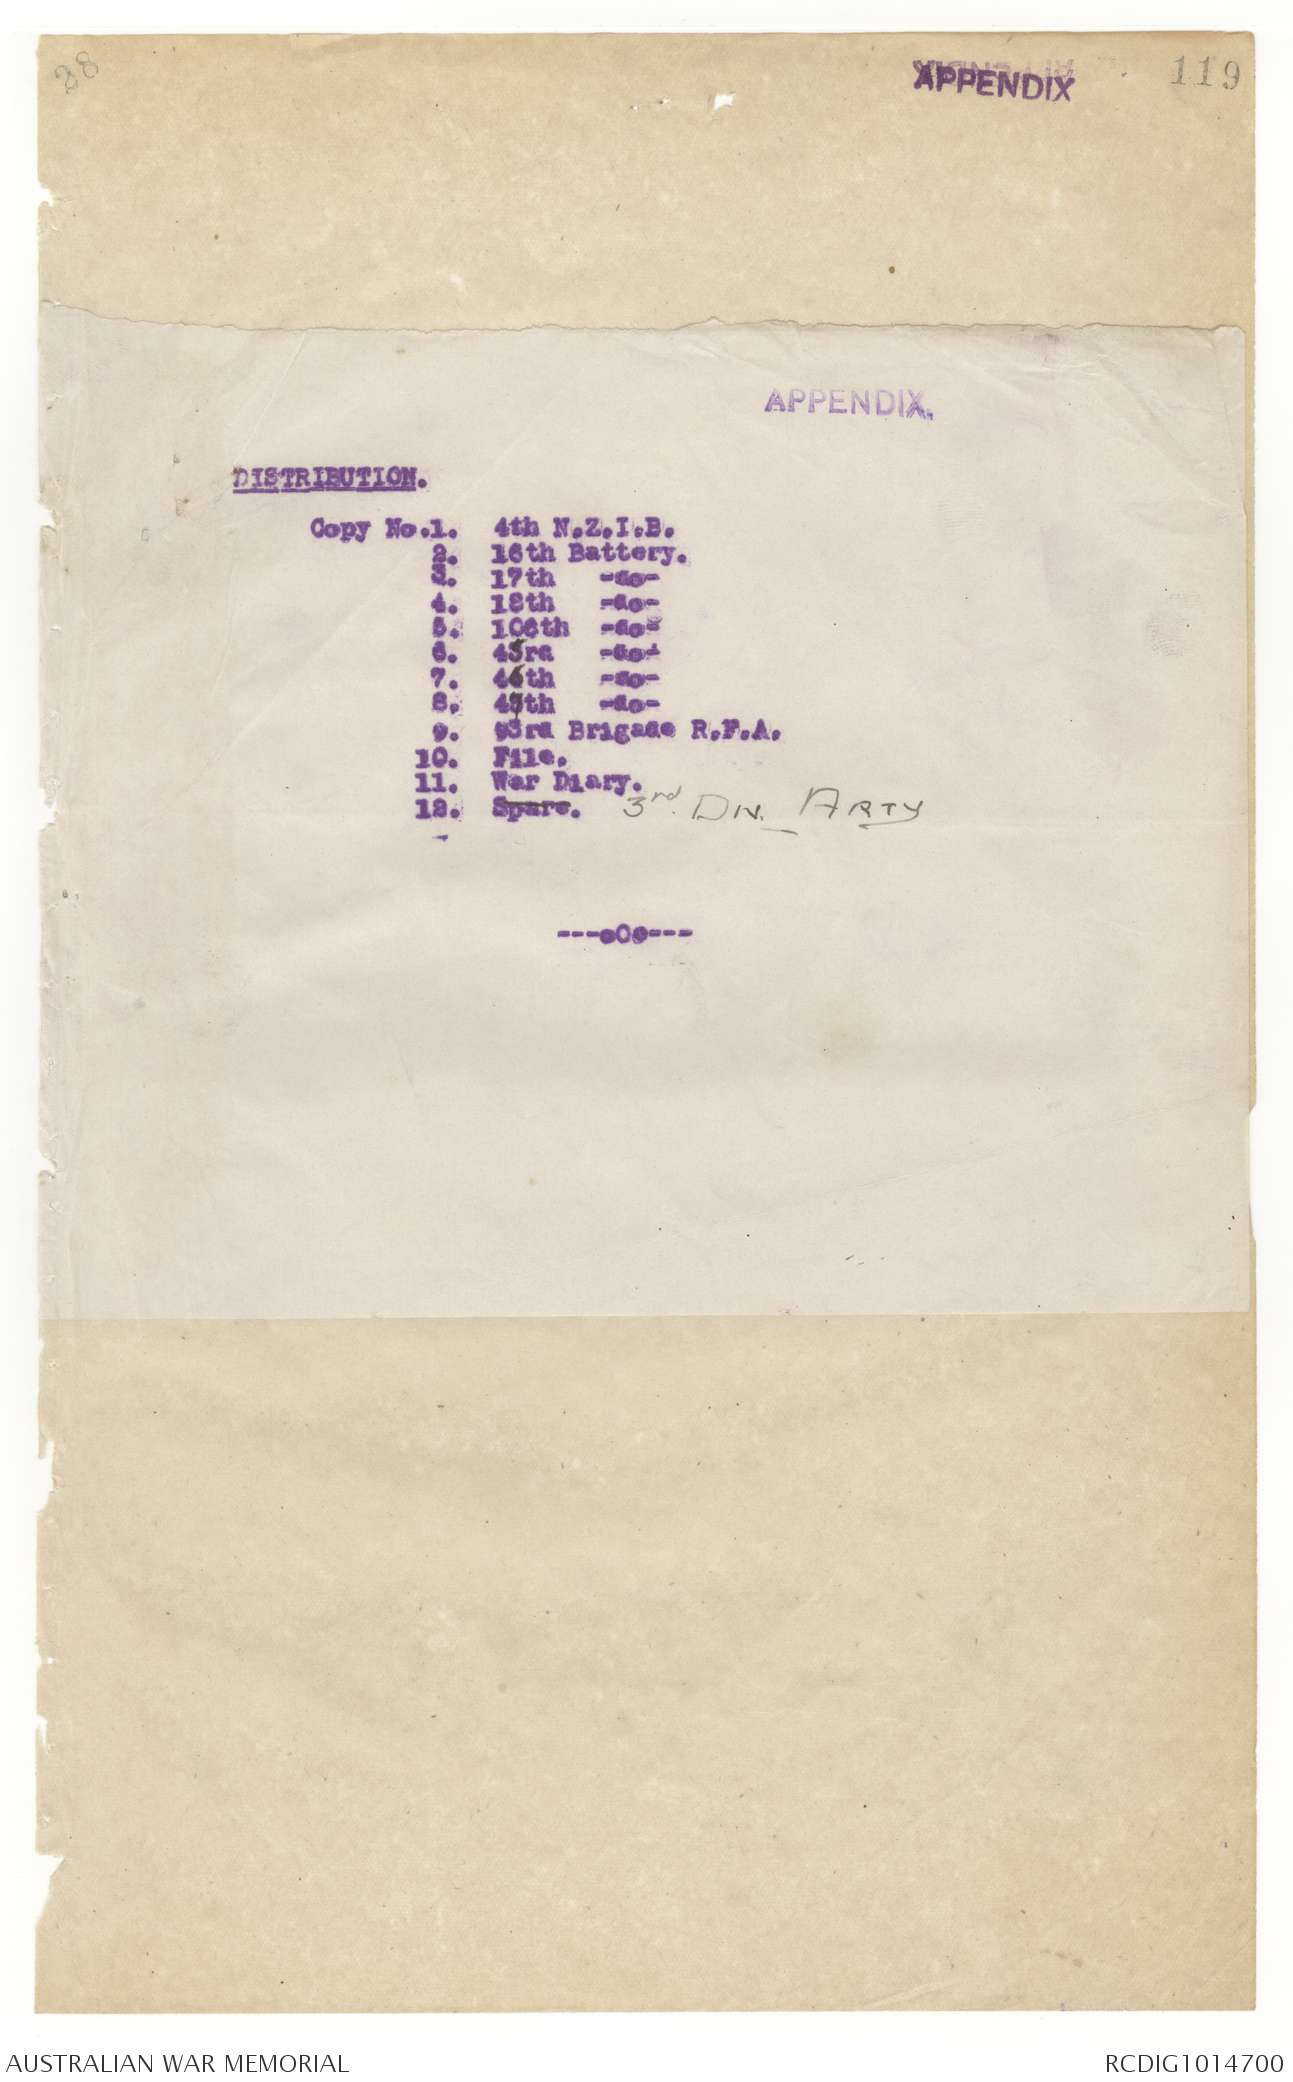 38
APPENDIX
119
APPENDIX.
DISTRIBUTION.
Copy No.1. 4th N.Z.I.B.
2. 16th Battery.
3. 17th -do-
4. 18th -do-
5. 106th -do-
6. 45rd -do-
7. 46th -do-
8. 47th -do-
9. 93rd Brigade R.F.A.
10. File.
11. War Diary.
12. Spare. 3rd DN. ARTY
---oOo---
AUSTRALIAN WAR MEMORIAL
RCDIG1014700